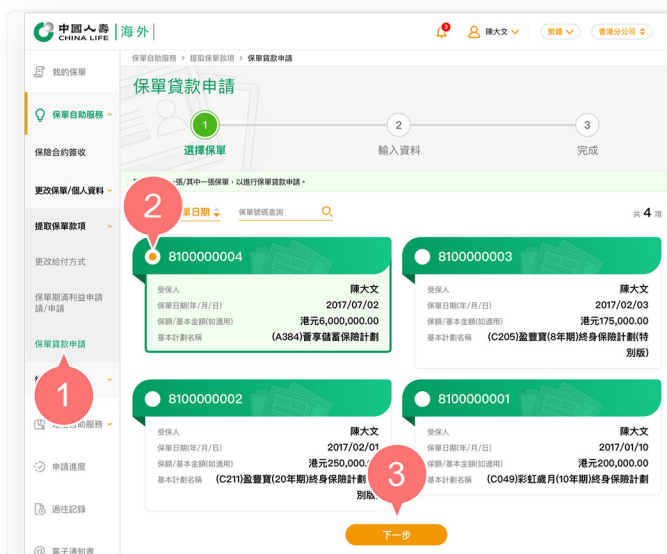 中國人壽
CHINA LIFE
海外
3
陳大文
繁體
香港分公司
保單自助服務 > 提取保單款項 > 保單貸款申請
我的保單
保單自助服務
保險合約簽收
更改保單/個人資料
提取保單款項
更改給付方式
保單期滿利益申請
請/申請
保單貸款申請
1
自助服務
申請進度
過往記錄
電子通知書
保單貸款申請
1
2
3
選擇保單
輸入資料
完成
一張/其中一張保單，以進行保單貸款申請。
2
單日期
保單號碼查詢
共 4 項
8100000004
受保人 陳大文
保單日期(年/月/日) 2017/07/02
保額/基本金額(如適用) 港元6,000,000.00
基本計劃名稱 (A384)薈享儲蓄保險計劃
8100000003
受保人 陳大文
保單日期(年/月/日) 2017/02/03
保額/基本金額(如適用) 港元175,000.00
基本計劃名稱 (C205)盈豐寶(8年期)終身保險計劃(特
別版)
8100000002
受保人 陳大文
保單日期(年/月/日) 2017/02/01
保額/基本金額(如適用) 港元250,000.
基本計劃名稱 (C211)盈豐寶(20年期)終身保險計劃
別版
8100000001
受保人 陳大文
保單日期(年/月/日) 2017/01/10
保額/基本金額(如適用) 港元200,000.00
基本計劃名稱 (C049)彩虹歲月(10年期)終身保險計劃
3
下一步